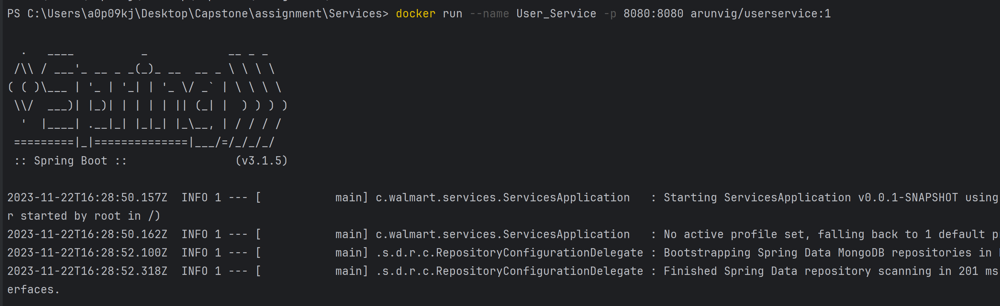 PS C:\Users\a0p09kj\Desktop\Capstone\assignment\Services> docker run --name User_Service -p 8080:8080 arunvig/userservice:1
  .   ____          _            __ _ _
 /\\ / ___'_ __ _ _(_)_ __  __ _ \ \ \ \
( ( )\___ | '_ | '_| | '_ \/ _` | \ \ \ \
 \\/  ___)| |_)| | | | | || (_| |  ) ) ) )
  '  |____| .__|_| |_|_| |_\__, | / / / /
 =========|_|==============|___/=/_/_/_/
 :: Spring Boot ::                (v3.1.5)
2023-11-22T16:28:50.157Z  INFO 1 --- [           main] c.walmart.services.ServicesApplication   : Starting ServicesApplication v0.0.1-SNAPSHOT using
r started by root in /)
2023-11-22T16:28:50.162Z  INFO 1 --- [           main] c.walmart.services.ServicesApplication   : No active profile set, falling back to 1 default
2023-11-22T16:28:52.100Z  INFO 1 --- [           main] .s.d.r.c.RepositoryConfigurationDelegate : Bootstrapping Spring Data MongoDB repositories in
2023-11-22T16:28:52.318Z  INFO 1 --- [           main] .s.d.r.c.RepositoryConfigurationDelegate : Finished Spring Data repository scanning in 201 ms
erfaces.